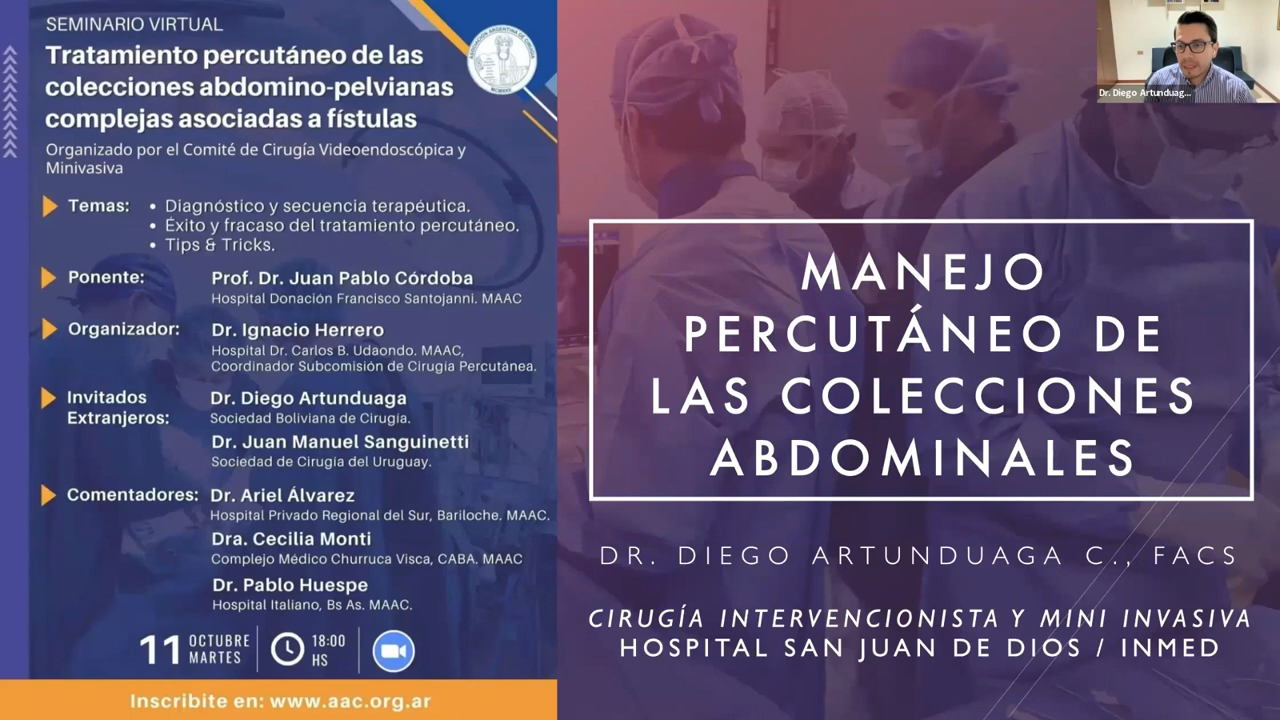 SEMINARIO VIRTUAL
Tratamiento percutáneo de las
colecciones abdomino-pelvianas
complejas asociadas a fístulas
Organizado por el Comité de Cirugía Videoendoscópica y
Minivasiva
Temas:
• Diagnóstico y secuencia terapéutica.
• Éxito y fracaso del tratamiento percutáneo.
• Tips & Tricks.
Ponente:
Prof. Dr. Juan Pablo Córdoba
Hospital Donación Francisco Santojanni. MAAC
Organizador:
Dr. Ignacio Herrero
Hospital Dr. Carlos B. Udaondo. MAAC,
Coordinador Subcomisión de Cirugía Percutánea.
Invitados
Extranjeros:
Dr. Diego Artunduaga
Sociedad Boliviana de Cirugía.
Dr. Juan Manuel Sanguinetti
Sociedad de Cirugía del Uruguay.
Comentadores:
Dr. Ariel Álvarez
Hospital Privado Regional del Sur, Bariloche. MAAC.
Dra. Cecilia Monti
Complejo Médico Churruca Visca, CABA. MAAC
Dr. Pablo Huespe
Hospital Italiano, Bs As. MAAC.
11 OCTUBRE
MARTES
18:00
HS
Inscribite en: www.aac.org.ar
Dr. Diego Artunduag...
MANEJO
PERCUTÁNEO DE
LAS COLECCIONES
ABDOMINALES
DR. DIEGO ARTUNDUAGA C., FACS
CIRUGÍA INTERVENCIONISTA Y MINI INVASIVA
HOSPITAL SAN JUAN DE DIOS / INMED